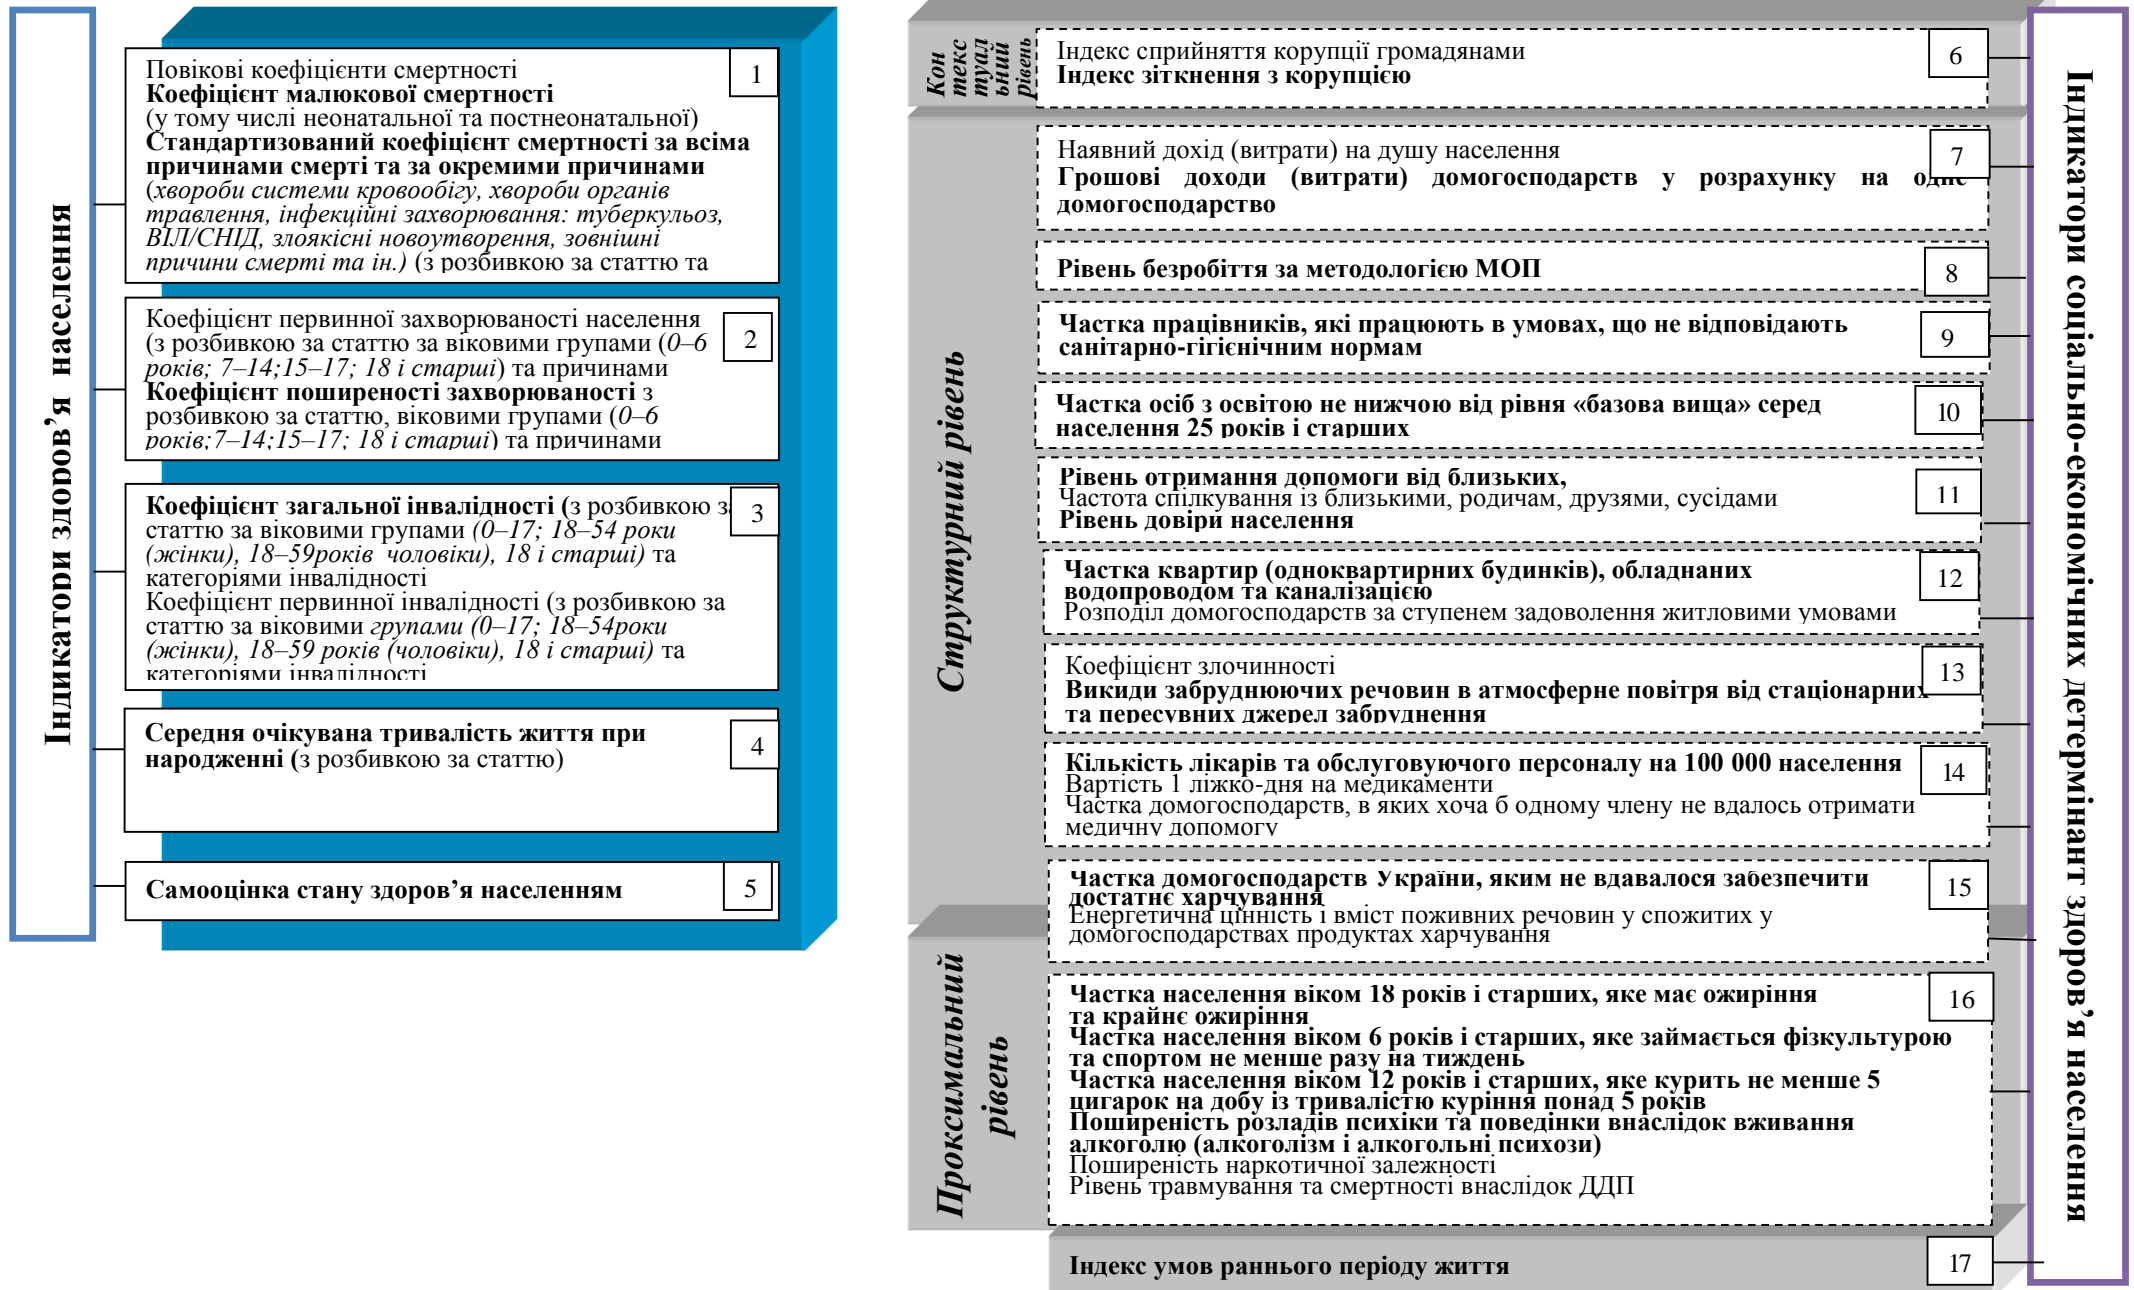 Індикатори здоров’я населення
1
Повікові коефіцієнти смертності
Коефіцієнт малюкової смертності
(у тому числі неонатальної та постнеонатальної)
Стандартизований коефіцієнт смертності за всіма
причинами смерті та за окремими причинами
(хвороби системи кровообігу, хвороби органів
травлення, інфекційні захворювання: туберкульоз,
ВІЛ/СНІД, злоякісні новоутворення, зовнішні
причини смерті та ін.) (з розбивкою за статтю та
2
Коефіцієнт первинної захворюваності населення
(з розбивкою за статтю за віковими групами (0–6
років; 7–14;15–17; 18 і старші) та причинами
Коефіцієнт поширеності захворюваності з
розбивкою за статтю, віковими групами (0–6
років;7–14;15–17; 18 і старші) та причинами
3
Коефіцієнт загальної інвалідності (з розбивкою за
статтю за віковими групами (0–17; 18–54 роки
(жінки), 18–59років чоловіки), 18 і старші) та
категоріями інвалідності
Коефіцієнт первинної інвалідності (з розбивкою за
статтю за віковими групами (0–17; 18–54роки
(жінки), 18–59 років (чоловіки), 18 і старші) та
категоріями інвалідності
4
Середня очікувана тривалість життя при
народженні (з розбивкою за статтю)
5
Самооцінка стану здоров’я населенням
Кон
текс
туал
ьний
рівень
6
Індекс сприйняття корупції громадянами
Індекс зіткнення з корупцією
Структурний рівень
7
Наявний дохід (витрати) на душу населення
Грошові доходи (витрати) домогосподарств у розрахунку на одне
домогосподарство
8
Рівень безробіття за методологією МОП
9
Частка працівників, які працюють в умовах, що не відповідають
санітарно-гігієнічним нормам
10
Частка осіб з освітою не нижчою від рівня «базова вища» серед
населення 25 років і старших
11
Рівень отримання допомоги від близьких,
Частота спілкування із близькими, родичам, друзями, сусідами
Рівень довіри населення
12
Частка квартир (одноквартирних будинків), обладнаних
водопроводом та каналізацією
Розподіл домогосподарств за ступенем задоволення житловими умовами
13
Коефіцієнт злочинності
Викиди забруднюючих речовин в атмосферне повітря від стаціонарних
та пересувних джерел забруднення
14
Кількість лікарів та обслуговуючого персоналу на 100 000 населення
Вартість 1 ліжко-дня на медикаменти
Частка домогосподарств, в яких хоча б одному члену не вдалось отримати
медичну допомогу
Проксимальний
рівень
15
Частка домогосподарств України, яким не вдавалося забезпечити
достатнє харчування
Енергетична цінність і вміст поживних речовин у спожитих у
домогосподарствах продуктах харчування
16
Частка населення віком 18 років і старших, яке має ожиріння
та крайнє ожиріння
Частка населення віком 6 років і старших, яке займається фізкультурою
та спортом не менше разу на тиждень
Частка населення віком 12 років і старших, яке курить не менше 5
цигарок на добу із тривалістю куріння понад 5 років
Поширеність розладів психіки та поведінки внаслідок вживання
алкоголю (алкоголізм і алкогольні психози)
Поширеність наркотичної залежності
Рівень травмування та смертності внаслідок ДДП
17
Індекс умов раннього періоду життя
Індикатори соціально-економічних детермінант здоров’я населення